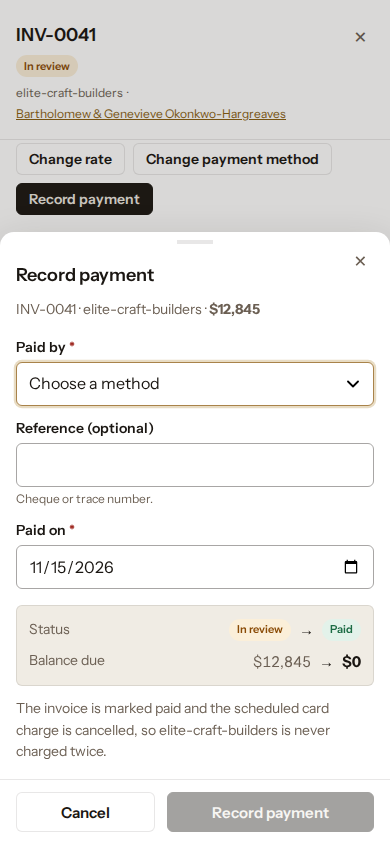 INV-0041
In review
elite-craft-builders ·
Bartholomew & Genevieve Okonkwo-Hargreaves
Change rate
Change payment method
Record payment
Record payment
INV-0041 · elite-craft-builders · $12,845
Paid by *
Choose a method
Reference (optional)
Cheque or trace number.
Paid on *
11/15/2026
Status In review → Paid
Balance due $12,845 → $0
The invoice is marked paid and the scheduled card
charge is cancelled, so elite-craft-builders is never
charged twice.
Cancel
Record payment